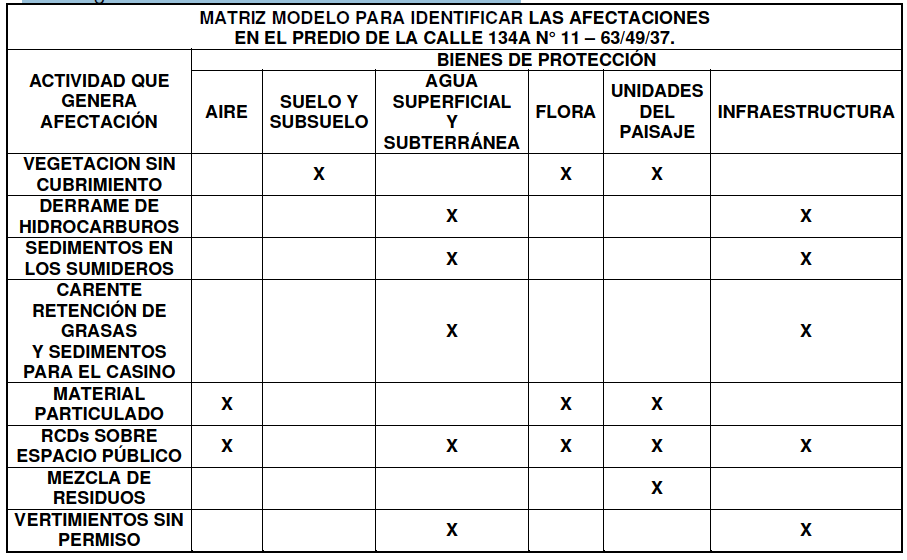 MATRIZ MODELO PARA IDENTIFICAR LAS AFECTACIONES
EN EL PREDIO DE LA CALLE 134A N° 11 – 63/49/37.
ACTIVIDAD QUE
GENERA
AFECTACIÓN
BIENES DE PROTECCIÓN
AIRE
SUELO Y
SUBSUELO
AGUA
SUPERFICIAL
Y
SUBTERRÁNEA
FLORA
UNIDADES
DEL
PAISAJE
INFRAESTRUCTURA
VEGETACION SIN
CUBRIMIENTO
X X X
DERRAME DE
HIDROCARBUROS
X X
SEDIMENTOS EN
LOS SUMIDEROS
X X
CARENTE
RETENCIÓN DE
GRASAS
Y SEDIMENTOS
PARA EL CASINO
X X
MATERIAL
PARTICULADO
X X X
RCDs SOBRE
ESPACIO PÚBLICO
X X X X X
MEZCLA DE
RESIDUOS
X
VERTIMIENTOS SIN
PERMISO
X X